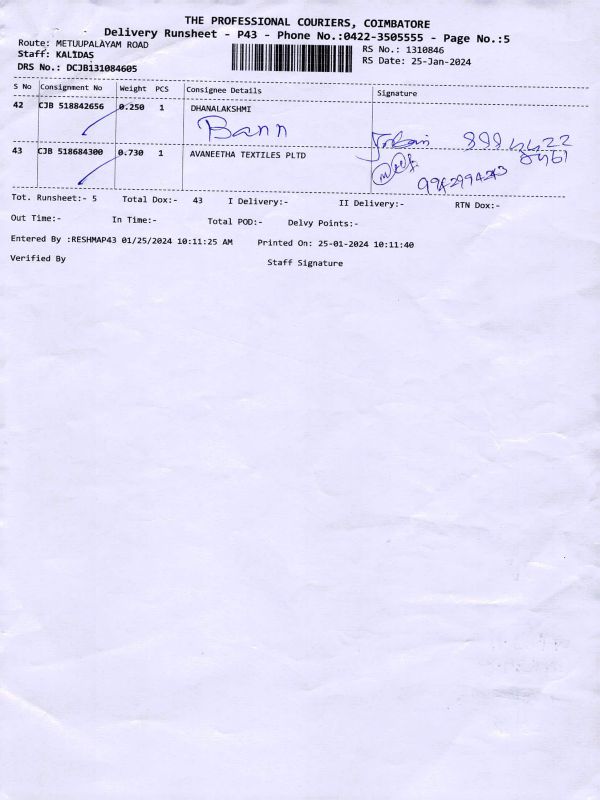 THE PROFESSIONAL COURIERS, COIMBATORE
Delivery Runsheet - P43 - Phone No.:0422-3505555 - Page No.:5
Route: METUUPALAYAM ROAD RS No.: 1310846
Staff: KALIDAS RS Date: 25-Jan-2024
DRS No.: DCJB131084605
S No Consignment No Weight PCS Consignee Details Signature
42 CJB 518842656 0.250 1 DHANALAKSHMI
Bann
43 CJB 518684300 0.730 1 AVANEETHA TEXTILES PLTD
Tot. Runsheet:- 5 Total Dox:- 43 I Delivery:- II Delivery:- RTN Dox:-
Out Time:- In Time:- Total POD:- Delvy Points:-
Entered By :RESHMAP43 01/25/2024 10:11:25 AM Printed On: 25-01-2024 10:11:40
Verified By Staff Signature